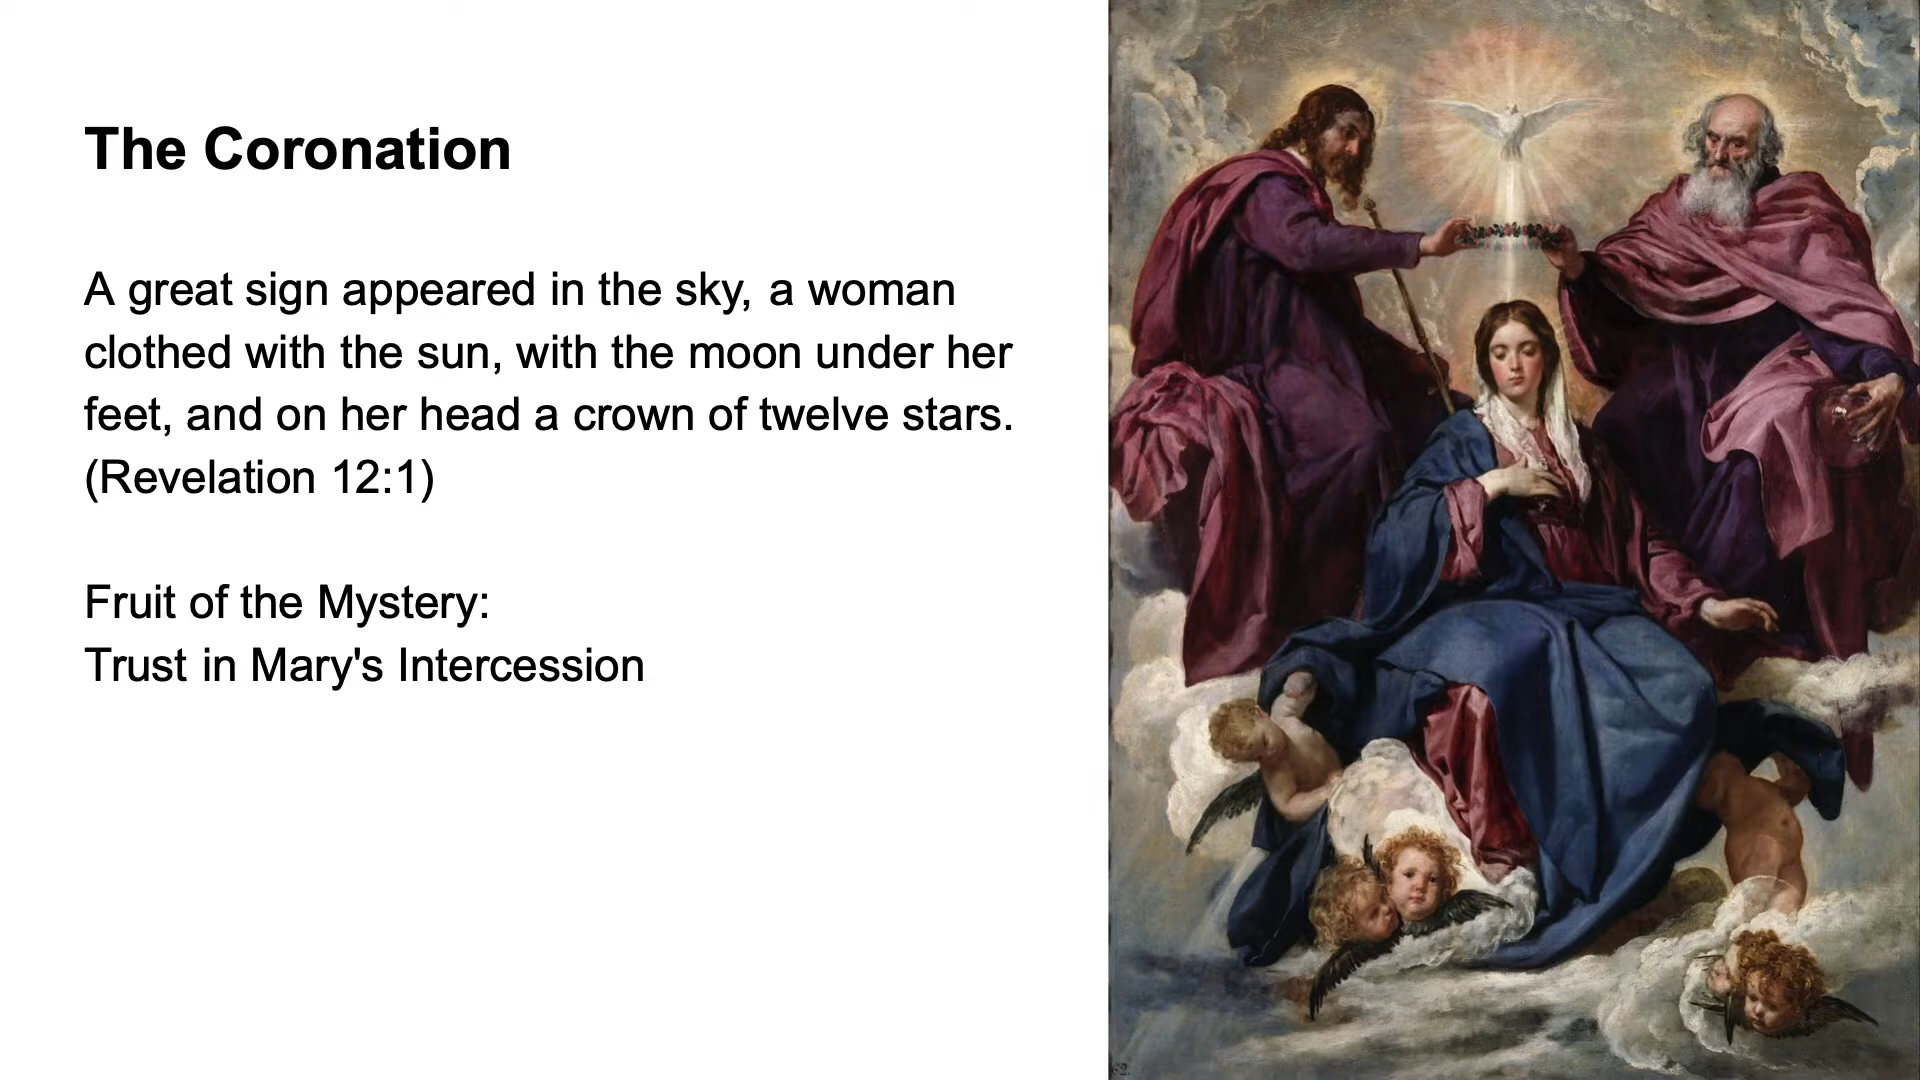 The Coronation
A great sign appeared in the sky, a woman
clothed with the sun, with the moon under her
feet, and on her head a crown of twelve stars.
(Revelation 12:1)
Fruit of the Mystery:
Trust in Mary's Intercession